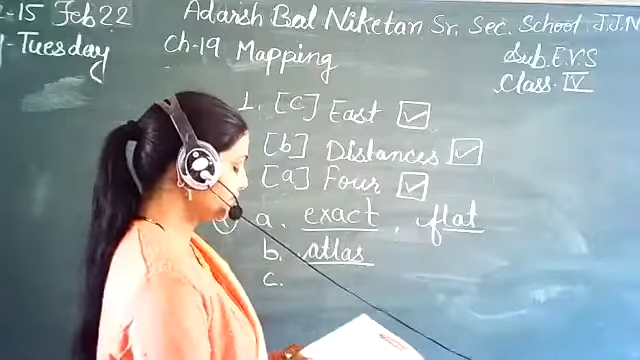 -15 Feb 22 Adarsh Bal Niketan Sr. Sec. School J.J.N
Tuesday Ch-19 Mapping Sub. E.V.S
Class. IV
1. [c] East
[b] Distances
[a] Four
a. exact, flat
b. atlas
c.